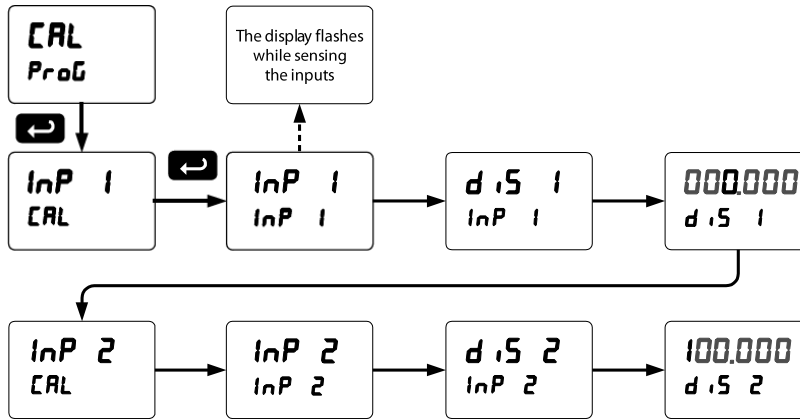 CAL
ProG
The display flashes
while sensing
the inputs
InP 1
CAL
InP 1
InP 1
diS 1
InP 1
000.000
diS 1
InP 2
CAL
InP 2
InP 2
diS 2
InP 2
100.000
diS 2